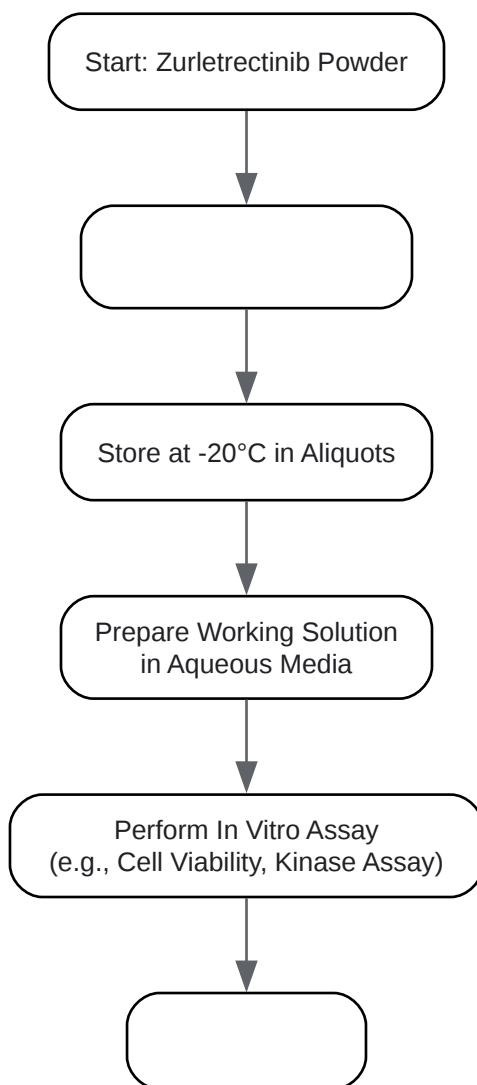 Start: Zurletrectinib Powder
Store at -20°C in Aliquots
Prepare Working Solution
in Aqueous Media
Perform In Vitro Assay
(e.g., Cell Viability, Kinase Assay)